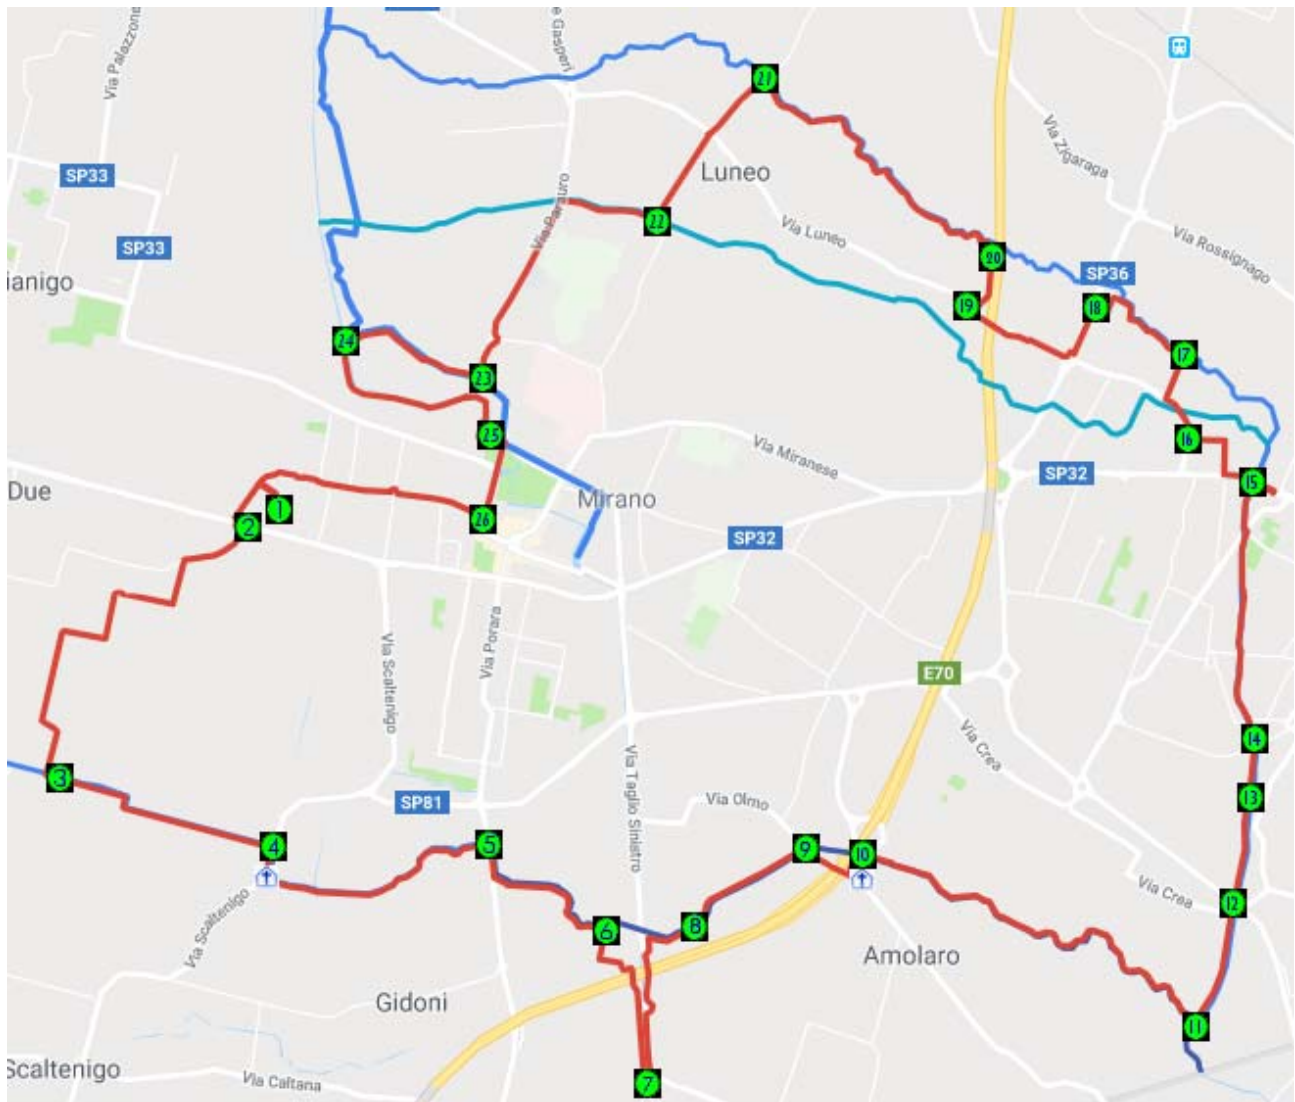 Via Palazzone
e Gasperi
21
Via Zigaraga
SP33
Luneo
Via Parauro
22
Via Luneo
SP33
Via Rossignago
20
SP36
ianigo
19
18
24
17
23
25
16
Via Miranese
SP32
15
Due
1
Mirano
2
26
SP32
Via Scaltenigo
Via Porara
E70
Via Crea
14
3
Via Taglio Sinistro
13
SP81
Via Olmo
4
5
9
10
Via Crea
12
Via Scaltenigo
6
8
Amolaro
Gidoni
11
Scaltenigo
Via Caltana
7